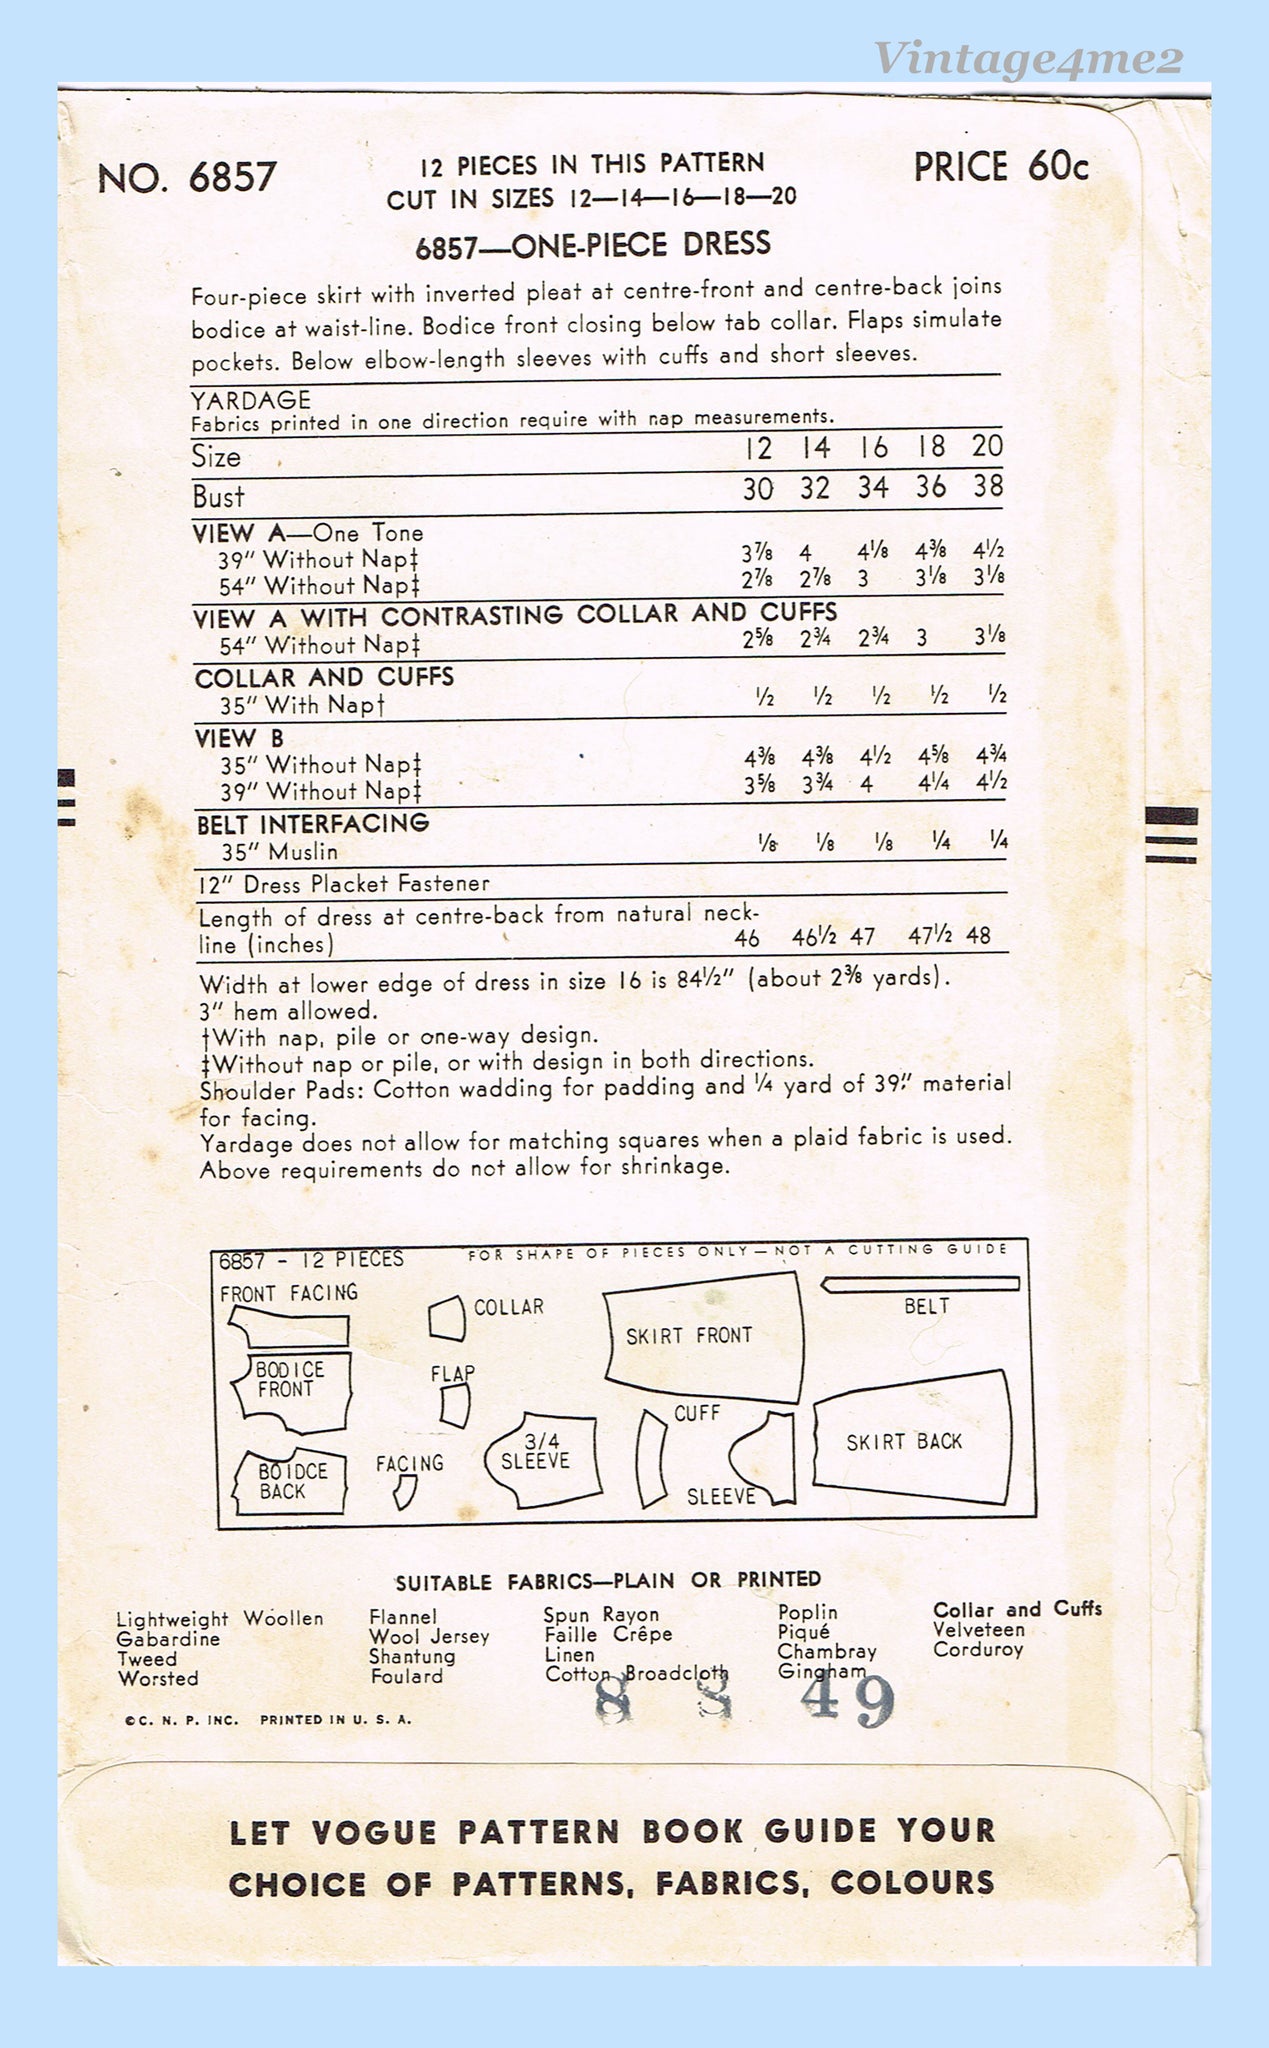 Vintage4me2
NO. 6857
12 PIECES IN THIS PATTERN
CUT IN SIZES 12—14—16—18—20
PRICE 60c
6857—ONE-PIECE DRESS
Four-piece skirt with inverted pleat at centre-front and centre-back joins
bodice at waist-line. Bodice front closing below tab collar. Flaps simulate
pockets. Below elbow-length sleeves with cuffs and short sleeves.
YARDAGE
Fabrics printed in one direction require with nap measurements.
Size 12 14 16 18 20
Bust 30 32 34 36 38
VIEW A—One Tone
39" Without Nap‡ 3⅞ 4 4⅛ 4⅜ 4½
54" Without Nap‡ 2⅞ 2⅞ 3 3⅛ 3⅛
VIEW A WITH CONTRASTING COLLAR AND CUFFS
54" Without Nap‡ 2⅝ 2¾ 2¾ 3 3⅛
COLLAR AND CUFFS
35" With Nap† ½ ½ ½ ½ ½
VIEW B
35" Without Nap‡ 4⅜ 4⅜ 4½ 4⅝ 4¾
39" Without Nap‡ 3⅝ 3¾ 4 4¼ 4½
BELT INTERFACING
35" Muslin ⅛ ⅛ ⅛ ¼ ¼
12" Dress Placket Fastener
Length of dress at centre-back from natural neck-
line (inches) 46 46½ 47 47½ 48
Width at lower edge of dress in size 16 is 84½" (about 2⅜ yards).
3" hem allowed.
†With nap, pile or one-way design.
‡Without nap or pile, or with design in both directions.
Shoulder Pads: Cotton wadding for padding and ¼ yard of 39" material
for facing.
Yardage does not allow for matching squares when a plaid fabric is used.
Above requirements do not allow for shrinkage.
6857 - 12 PIECES FOR SHAPE OF PIECES ONLY—NOT A CUTTING GUIDE
FRONT FACING
COLLAR
BELT
SKIRT FRONT
BODICE
FRONT
FLAP
CUFF
3/4
SLEEVE
SKIRT BACK
FACING
BOIDCE
BACK
SLEEVE
SUITABLE FABRICS—PLAIN OR PRINTED
Lightweight Woollen
Gabardine
Tweed
Worsted
Flannel
Wool Jersey
Shantung
Foulard
Spun Rayon
Faille Crêpe
Linen
Cotton Broadcloth
Poplin
Piqué
Chambray
Gingham
Collar and Cuffs
Velveteen
Corduroy
8 8 49
©C. N. P. INC. PRINTED IN U. S. A.
LET VOGUE PATTERN BOOK GUIDE YOUR
CHOICE OF PATTERNS, FABRICS, COLOURS